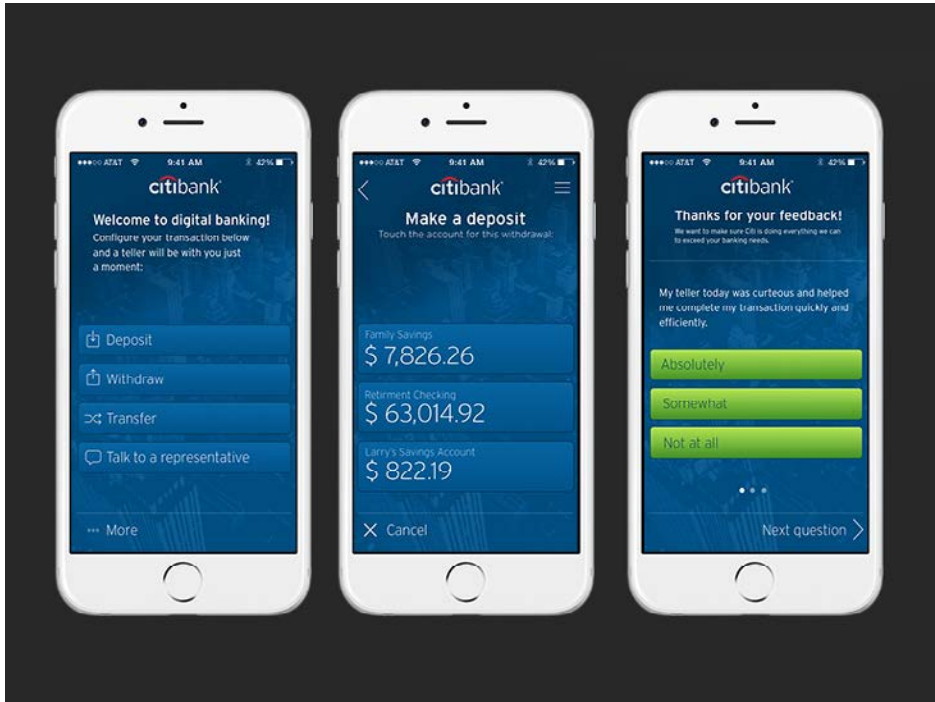 AT&T 9:41 AM 42%
citibank
Welcome to digital banking!
Configure your transaction below
and a teller will be with you just
a moment:
Deposit
Withdraw
Transfer
Talk to a representative
More
AT&T 9:41 AM 42%
citibank
Make a deposit
Touch the account for this withdrawal:
Family Savings
$ 7,826.26
Retirment Checking
$ 63,014.92
Larry's Savings Account
$ 822.19
Cancel
AT&T 9:41 AM 42%
citibank
Thanks for your feedback!
We want to make sure Citi is doing everything we can
to exceed your banking needs.
My teller today was curteous and helped
me complete my transaction quickly and
efficiently.
Absolutely
Somewhat
Not at all
Next question